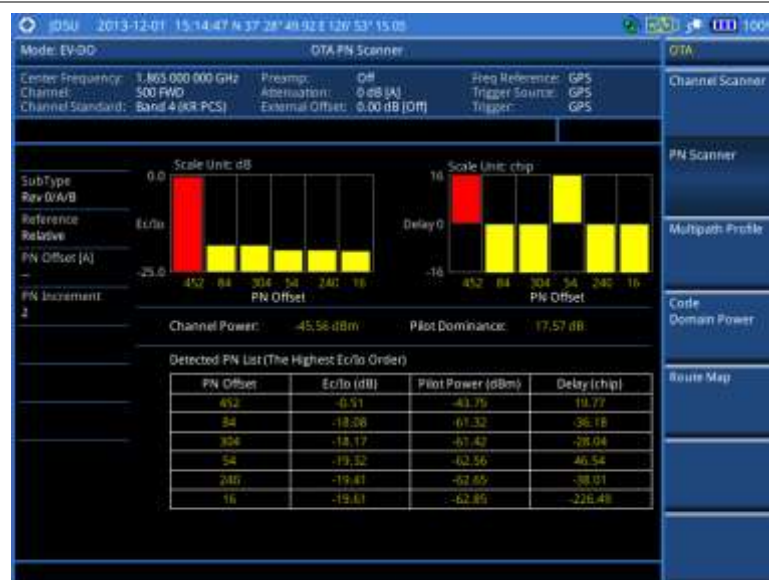 JDSU 2013-12-01 15:14:47 N 37° 28" 49.92 E 126' 53" 15.05 100%
Mode: EV-DO OTA PN Scanner OTA
Center Frequency: 1.865 000 000 GHz Preamp: Off Freq Reference: GPS
Channel: 500 FWD Attenuation: 0 dB [A] Trigger Source: GPS
Channel Standard: Band 4 (KR PCS) External Offset: 0.00 dB [Off] Trigger: GPS
Channel Scanner
PN Scanner
Multipath Profile
Code
Domain Power
Route Map
SubType
Rev 0/A/B
Reference
Relative
PN Offset [A]
--
PN Increment
2
Scale Unit: dB
0.0
Ec/Io
-25.0
452 84 304 54 240 16
PN Offset
Scale Unit: chip
16
Delay 0
-16
452 84 304 54 240 16
PN Offset
Channel Power: -45.56 dBm Pilot Dominance: 17.57 dB
Detected PN List (The Highest Ec/Io Order)
PN Offset Ec/Io (dB) Pilot Power (dBm) Delay (chip)
452 -0.51 -43.75 19.77
84 -18.08 -61.32 -36.18
304 -18.17 -61.42 -28.04
54 -19.32 -62.56 46.54
240 -19.41 -62.65 -38.01
16 -19.61 -62.85 -226.49